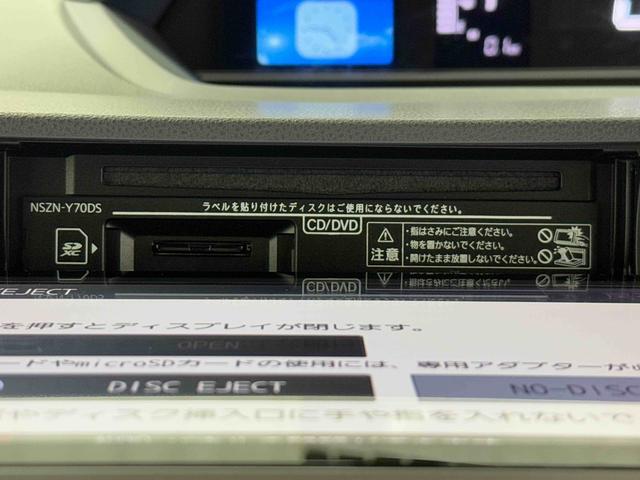 NSZN-Y70DS
ラベルを貼り付けたディスクはご使用にならないでください。
CD/DVD
SD
XC
注意
・指はさみにご注意ください。
・物を置かないでください。
・開けたまま放置しないでください。
EJECT
を押すとディスプレイが閉じます。
OPEN
ードやmicroSDカードの使用には、専用アダプターが
DISC EJECT
NO-DISC
やディスク挿入口に手や指を入れないで